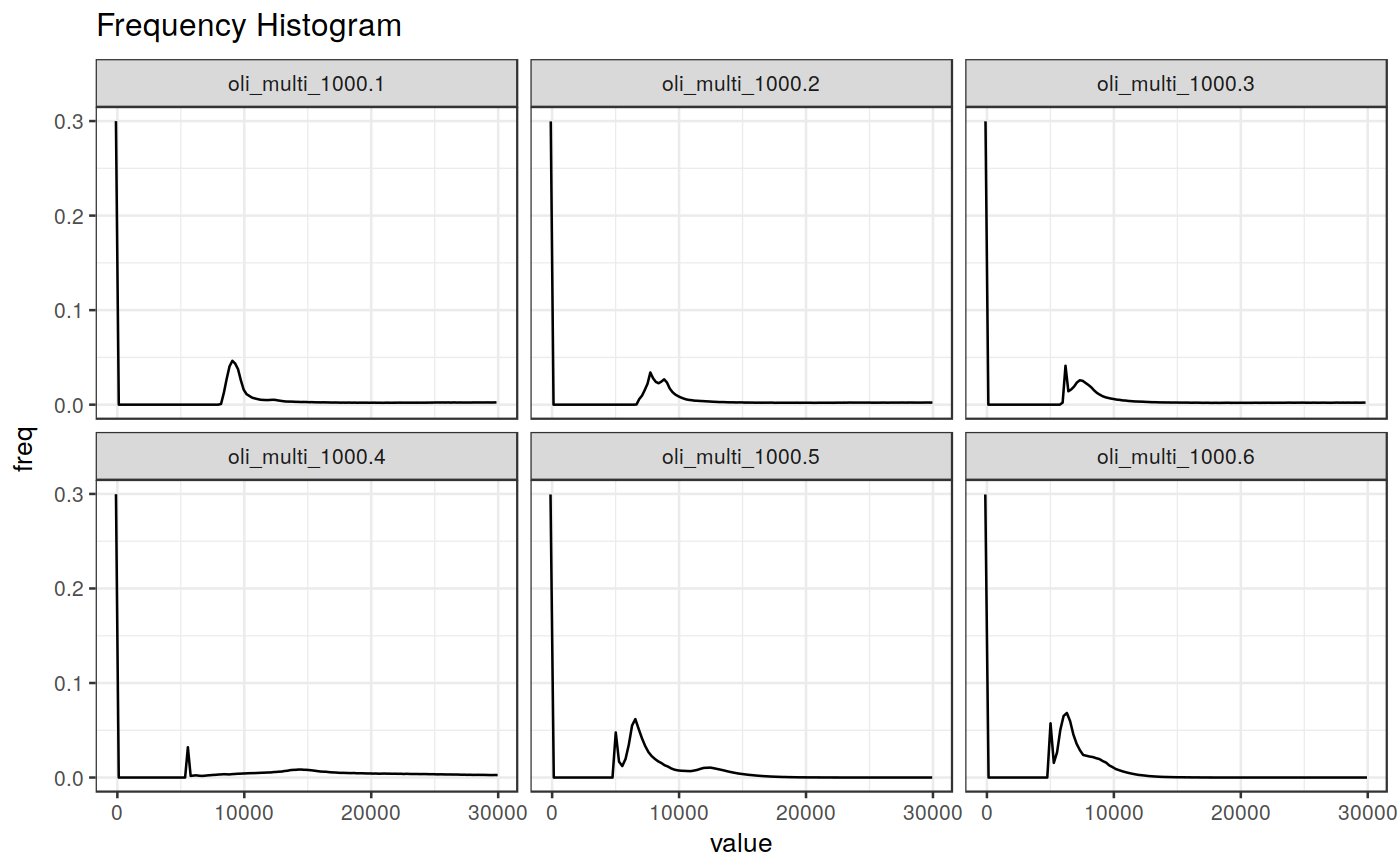 Frequency Histogram
oli_multi_1000.1 oli_multi_1000.2 oli_multi_1000.3
0.3
0.2
0.1
0.0
freq
oli_multi_1000.4 oli_multi_1000.5 oli_multi_1000.6
0.3
0.2
0.1
0.0
0 10000 20000 30000 0 10000 20000 30000 0 10000 20000 30000
value